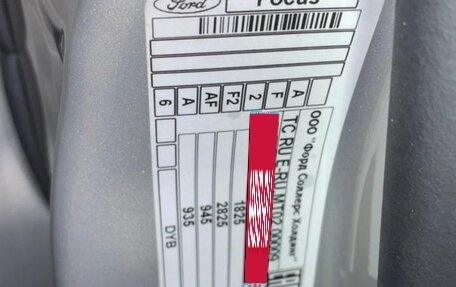 Ford
Focus
ООО "Форд Соллерс Холдинг"
TC RU E-RU.MT02.00009
1825
2825
945
935
DYB
A
F
2
F2
AF
A
6